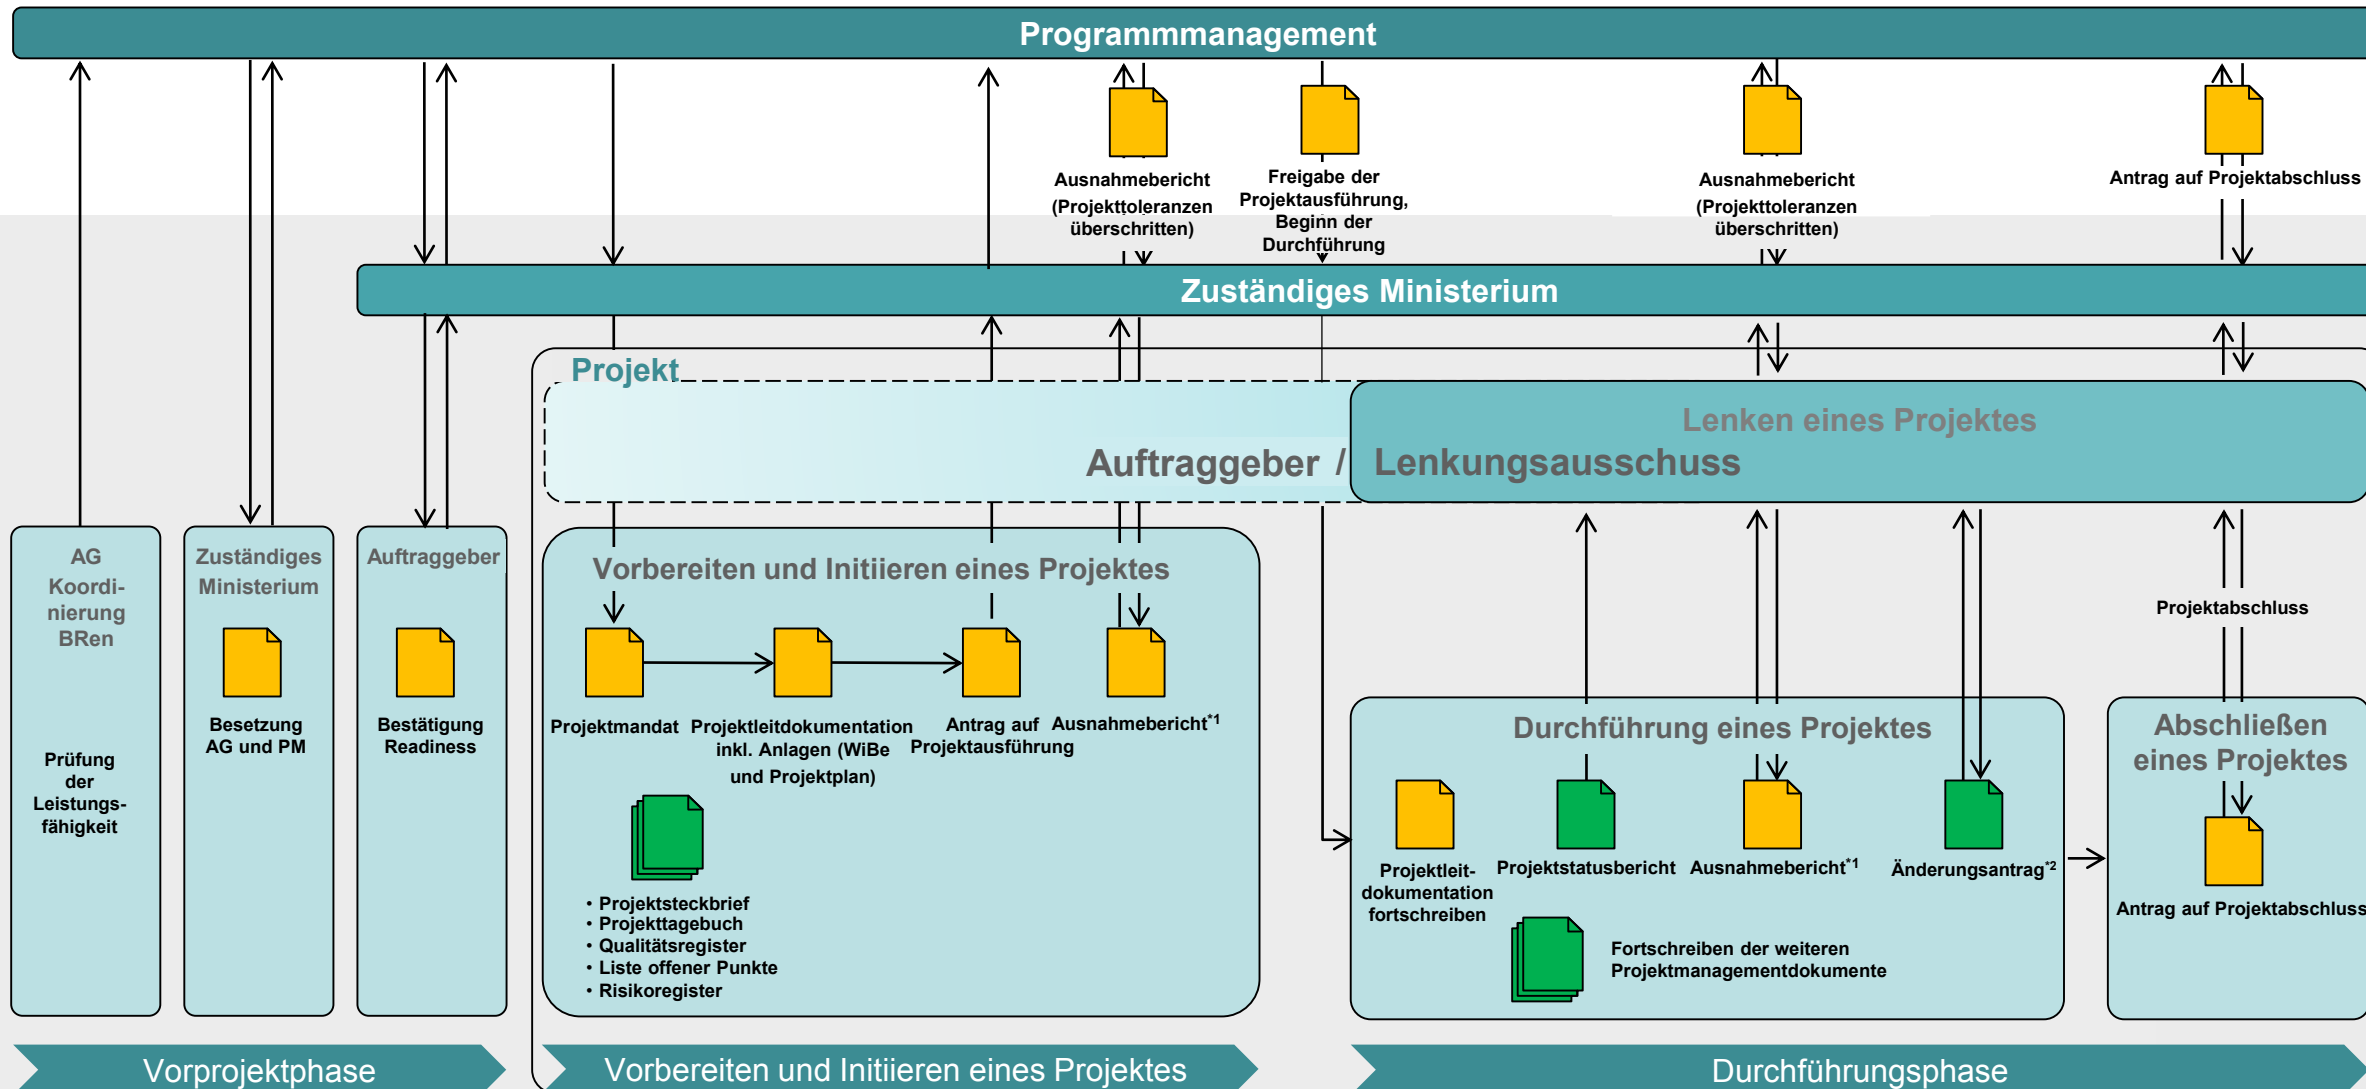 Programmmanagement
Ausnahmebericht
(Projekttoleranzen
überschritten)
Freigabe der
Projektausführung,
Beginn der
Durchführung
Ausnahmebericht
(Projekttoleranzen
überschritten)
Antrag auf Projektabschluss
Zuständiges Ministerium
Projekt
Lenken eines Projektes
Auftraggeber / Lenkungsausschuss
AG
Koordi-
nierung
BRen
Prüfung
der
Leistungs-
fähigkeit
Zuständiges
Ministerium
Besetzung
AG und PM
Auftraggeber
Bestätigung
Readiness
Vorbereiten und Initiieren eines Projektes
Projektmandat
Projektleitdokumentation
inkl. Anlagen (WiBe
und Projektplan)
Antrag auf
Projektausführung
Ausnahmebericht*1
• Projektsteckbrief
• Projekttagebuch
• Qualitätsregister
• Liste offener Punkte
• Risikoregister
Durchführung eines Projektes
Projektleit-
dokumentation
fortschreiben
Projektstatusbericht
Ausnahmebericht*1
Änderungsantrag*2
Fortschreiben der weiteren
Projektmanagementdokumente
Projektabschluss
Abschließen
eines Projektes
Antrag auf Projektabschluss
Vorprojektphase
Vorbereiten und Initiieren eines Projektes
Durchführungsphase